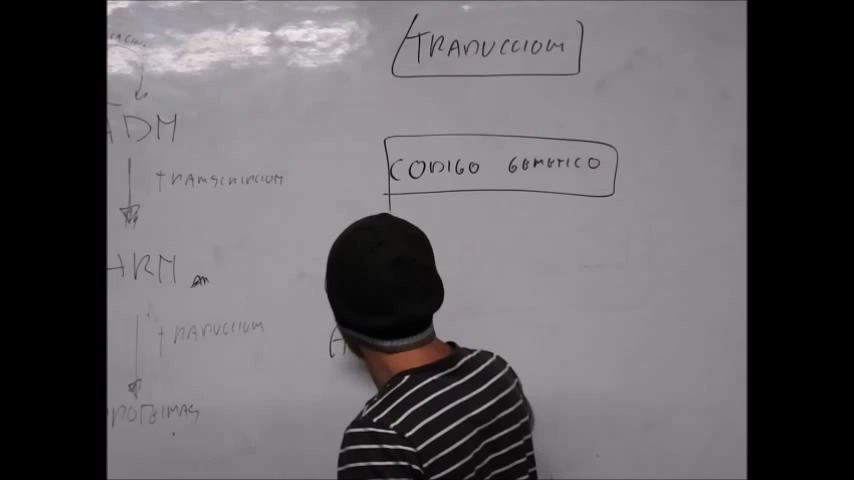 TRADUCCION
CODIGO GENETICO
ADN
transcripcion
ARN
traduccion
PROTEINAS